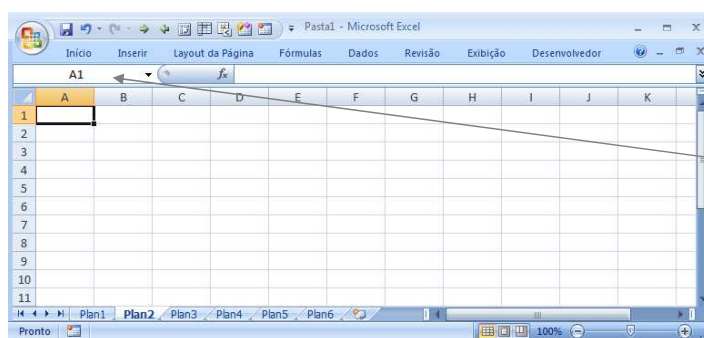 Pasta1 - Microsoft Excel
Início Inserir Layout da Página Fórmulas Dados Revisão Exibição Desenvolvedor
A1 fx
A B C D E F G H I J K
1
2
3
4
5
6
7
8
9
10
11
Plan1 Plan2 Plan3 Plan4 Plan5 Plan6
Pronto 100%